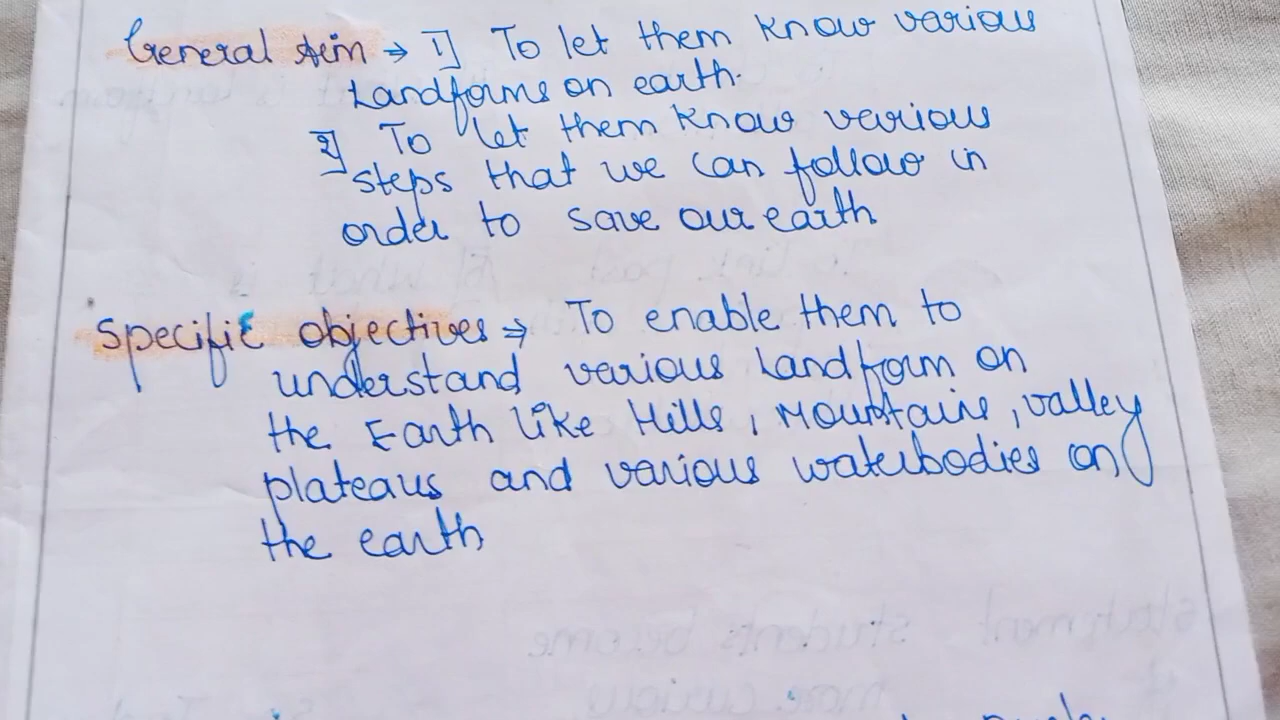 General Aim → 1] To let them know various
Landforms on earth.
2] To let them know various
steps that we can follow in
order to save our earth
Specific objectives ⇒ To enable them to
understand various Landform on
the Earth like Hills, Mountains, valley
plateaus and various waterbodies on
the earth